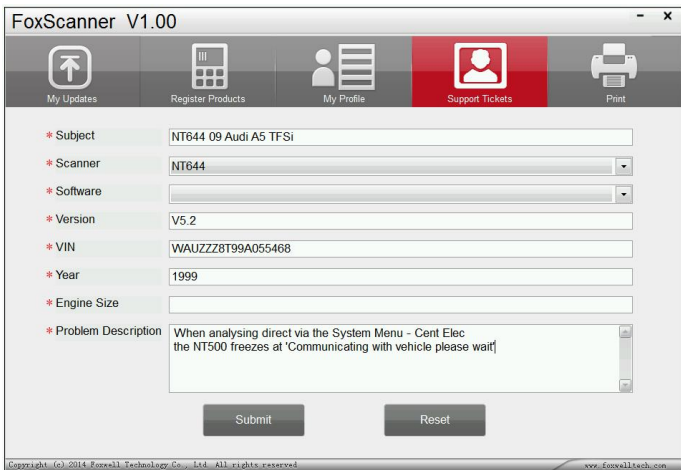 FoxScanner V1.00
My Updates
Register Products
My Profile
Support Tickets
Print
* Subject NT644 09 Audi A5 TFSi
* Scanner NT644
* Software
* Version V5.2
* VIN WAUZZZ8T99A055468
* Year 1999
* Engine Size
* Problem Description When analysing direct via the System Menu - Cent Elec
the NT500 freezes at 'Communicating with vehicle please wait'
Submit
Reset
Copyright (c) 2014 Foxwell Technology Co., Ltd All rights reserved
www.foxwelltech.com